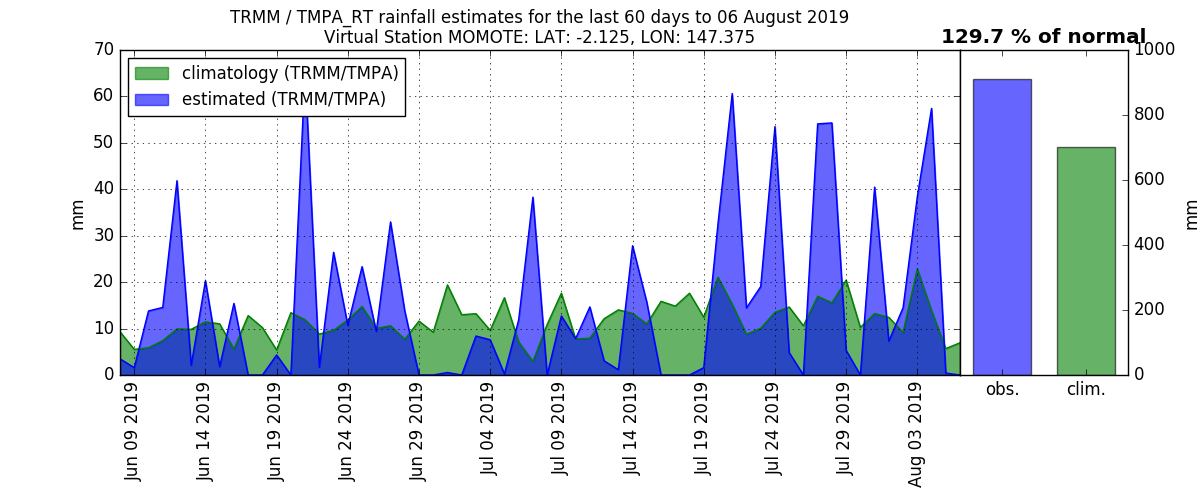 TRMM / TMPA_RT rainfall estimates for the last 60 days to 06 August 2019
Virtual Station MOMOTE: LAT: -2.125, LON: 147.375
129.7 % of normal
climatology (TRMM/TMPA)
estimated (TRMM/TMPA)
70
60
50
40
30
20
10
0
mm
Jun 09 2019
Jun 14 2019
Jun 19 2019
Jun 24 2019
Jun 29 2019
Jul 04 2019
Jul 09 2019
Jul 14 2019
Jul 19 2019
Jul 24 2019
Jul 29 2019
Aug 03 2019
obs.
clim.
1000
800
600
400
200
0
mm